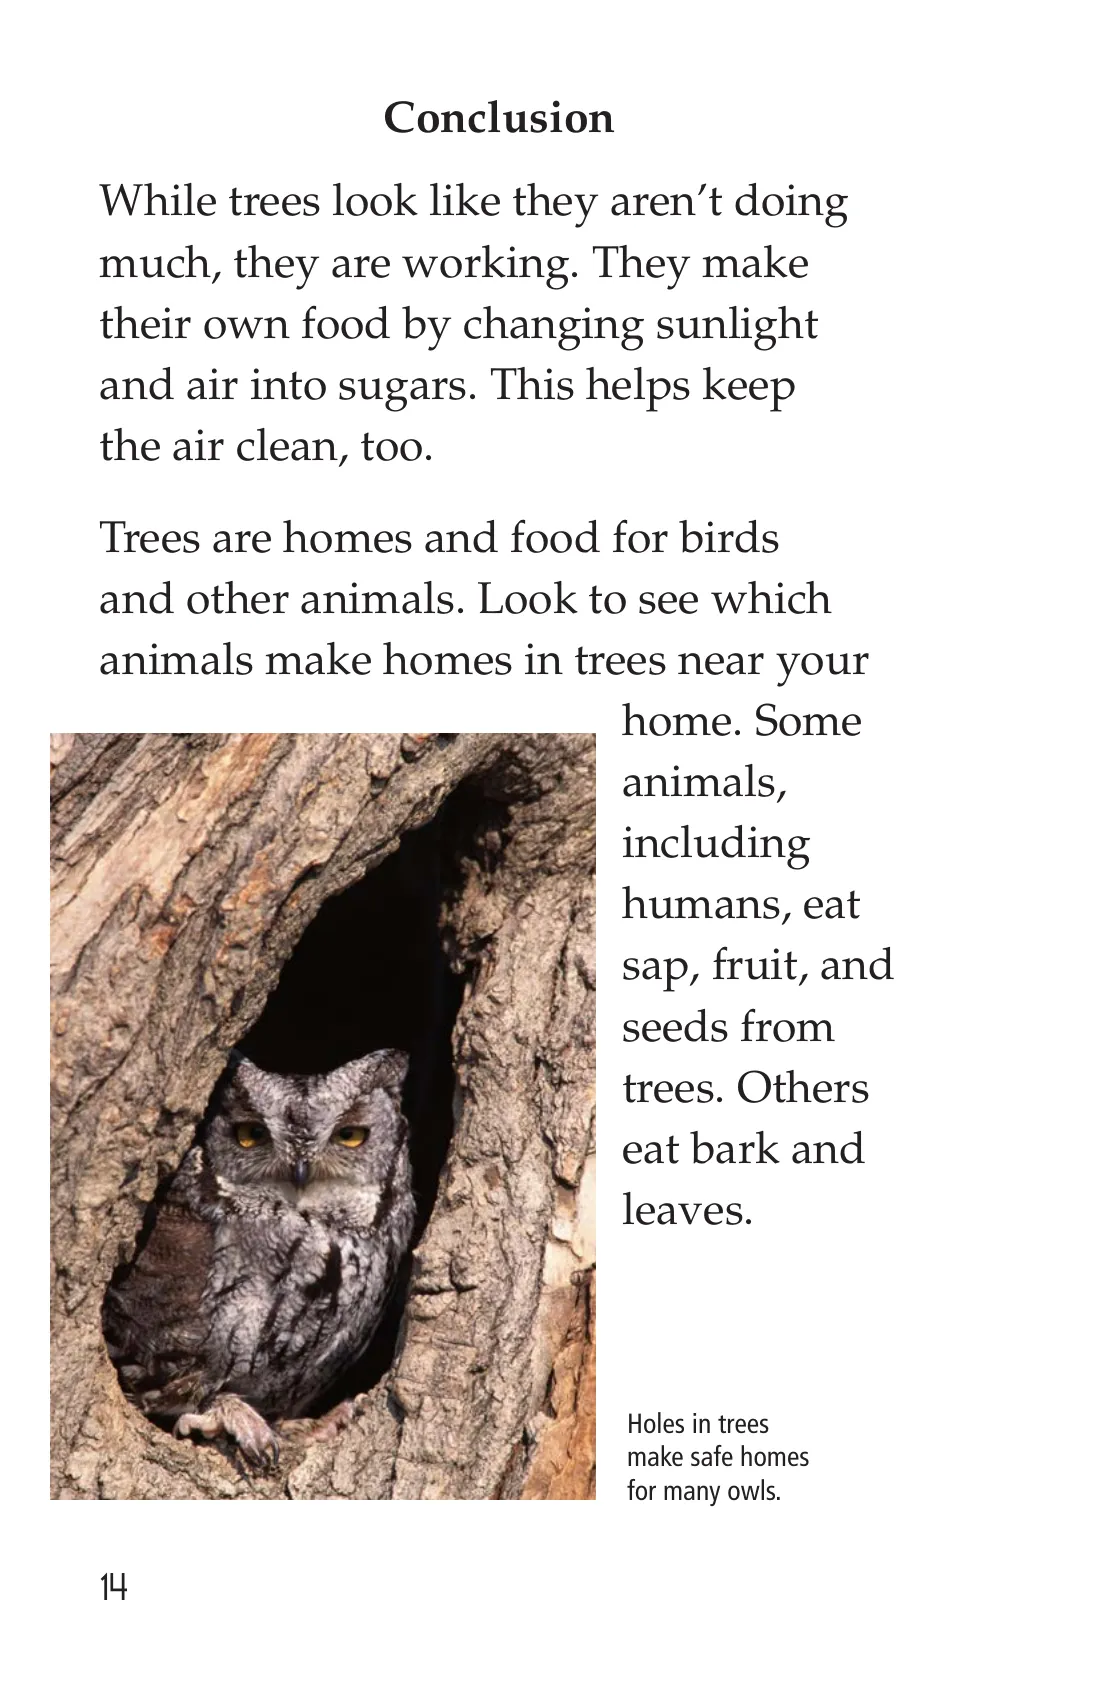 Conclusion
While trees look like they aren’t doing
much, they are working. They make
their own food by changing sunlight
and air into sugars. This helps keep
the air clean, too.
Trees are homes and food for birds
and other animals. Look to see which
animals make homes in trees near your
home. Some
animals,
including
humans, eat
sap, fruit, and
seeds from
trees. Others
eat bark and
leaves.
Holes in trees
make safe homes
for many owls.
14